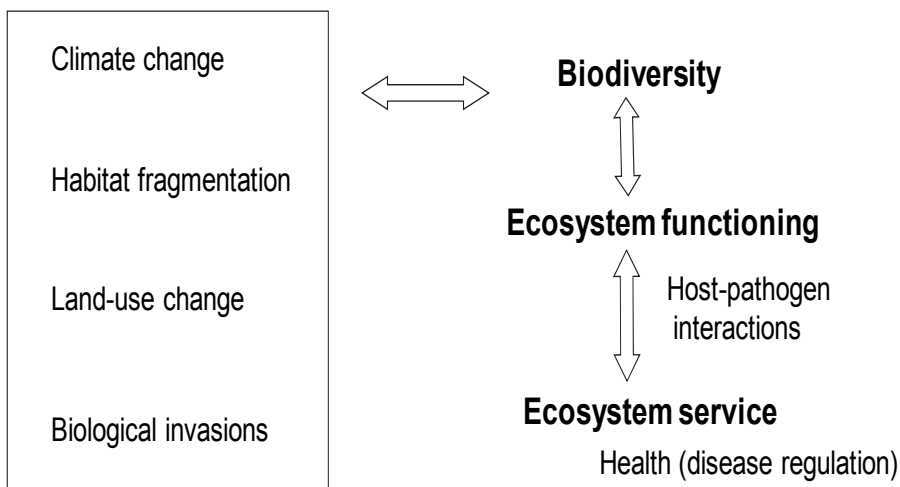 Climate change
Habitat fragmentation
Land-use change
Biological invasions
Biodiversity
Ecosystem functioning
Host-pathogen
interactions
Ecosystem service
Health (disease regulation)